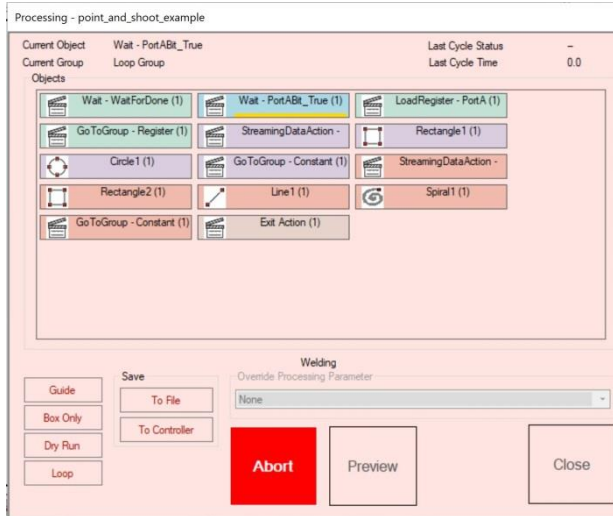 Processing - point_and_shoot_example
Current Object Wait - PortABit_True Last Cycle Status –
Current Group Loop Group Last Cycle Time 0.0
Objects
Wait - WaitForDone (1) Wait - PortABit_True (1) LoadRegister - PortA (1)
GoToGroup - Register (1) StreamingDataAction - Rectangle1 (1)
Circle1 (1) GoToGroup - Constant (1) StreamingDataAction -
Rectangle2 (1) Line1 (1) Spiral1 (1)
GoToGroup - Constant (1) Exit Action (1)
Welding
Save Override Processing Parameter
Guide To File None
Box Only To Controller
Dry Run
Loop Abort Preview Close